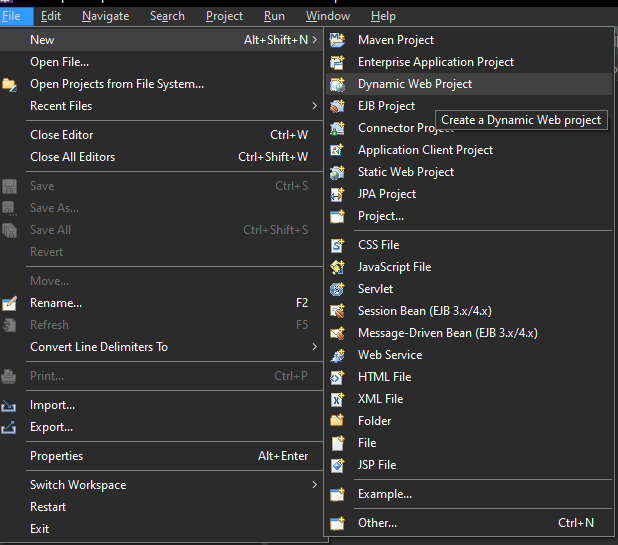 File Edit Navigate Search Project Run Window Help
New Alt+Shift+N
Open File...
Open Projects from File System...
Recent Files
Close Editor Ctrl+W
Close All Editors Ctrl+Shift+W
Save Ctrl+S
Save As...
Save All Ctrl+Shift+S
Revert
Move...
Rename... F2
Refresh F5
Convert Line Delimiters To
Print... Ctrl+P
Import...
Export...
Properties Alt+Enter
Switch Workspace
Restart
Exit
Maven Project
Enterprise Application Project
Dynamic Web Project
EJB Project
Create a Dynamic Web project
Connector Project
Application Client Project
Static Web Project
JPA Project
Project...
CSS File
JavaScript File
Servlet
Session Bean (EJB 3.x/4.x)
Message-Driven Bean (EJB 3.x/4.x)
Web Service
HTML File
XML File
Folder
File
JSP File
Example...
Other... Ctrl+N